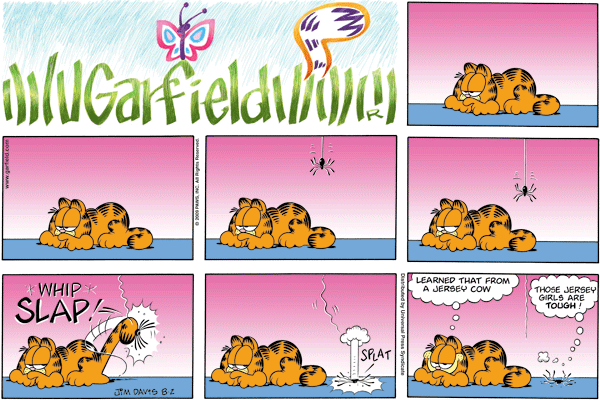 Garfield
R
www.garfield.com
© 2009 PAWS, INC. All Rights Reserved.
WHIP
SLAP!
JIM DAVIS 8-2
SPLAT
Distributed by Universal Press Syndicate
LEARNED THAT FROM
A JERSEY COW
THOSE JERSEY
GIRLS ARE
TOUGH!